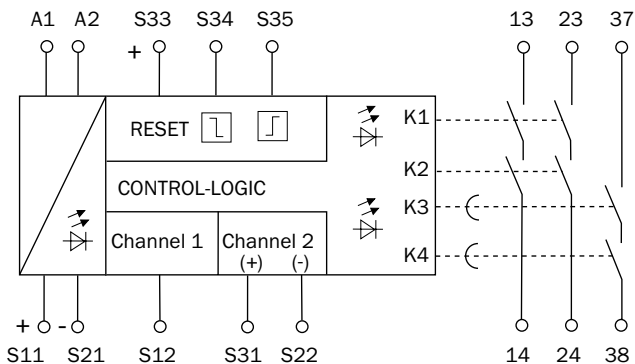 A1 A2 S33 S34 S35 13 23 37
+
RESET
K1
K2
CONTROL-LOGIC
K3
Channel 1 Channel 2
(+) (-)
K4
+ -
S11 S21 S12 S31 S22 14 24 38